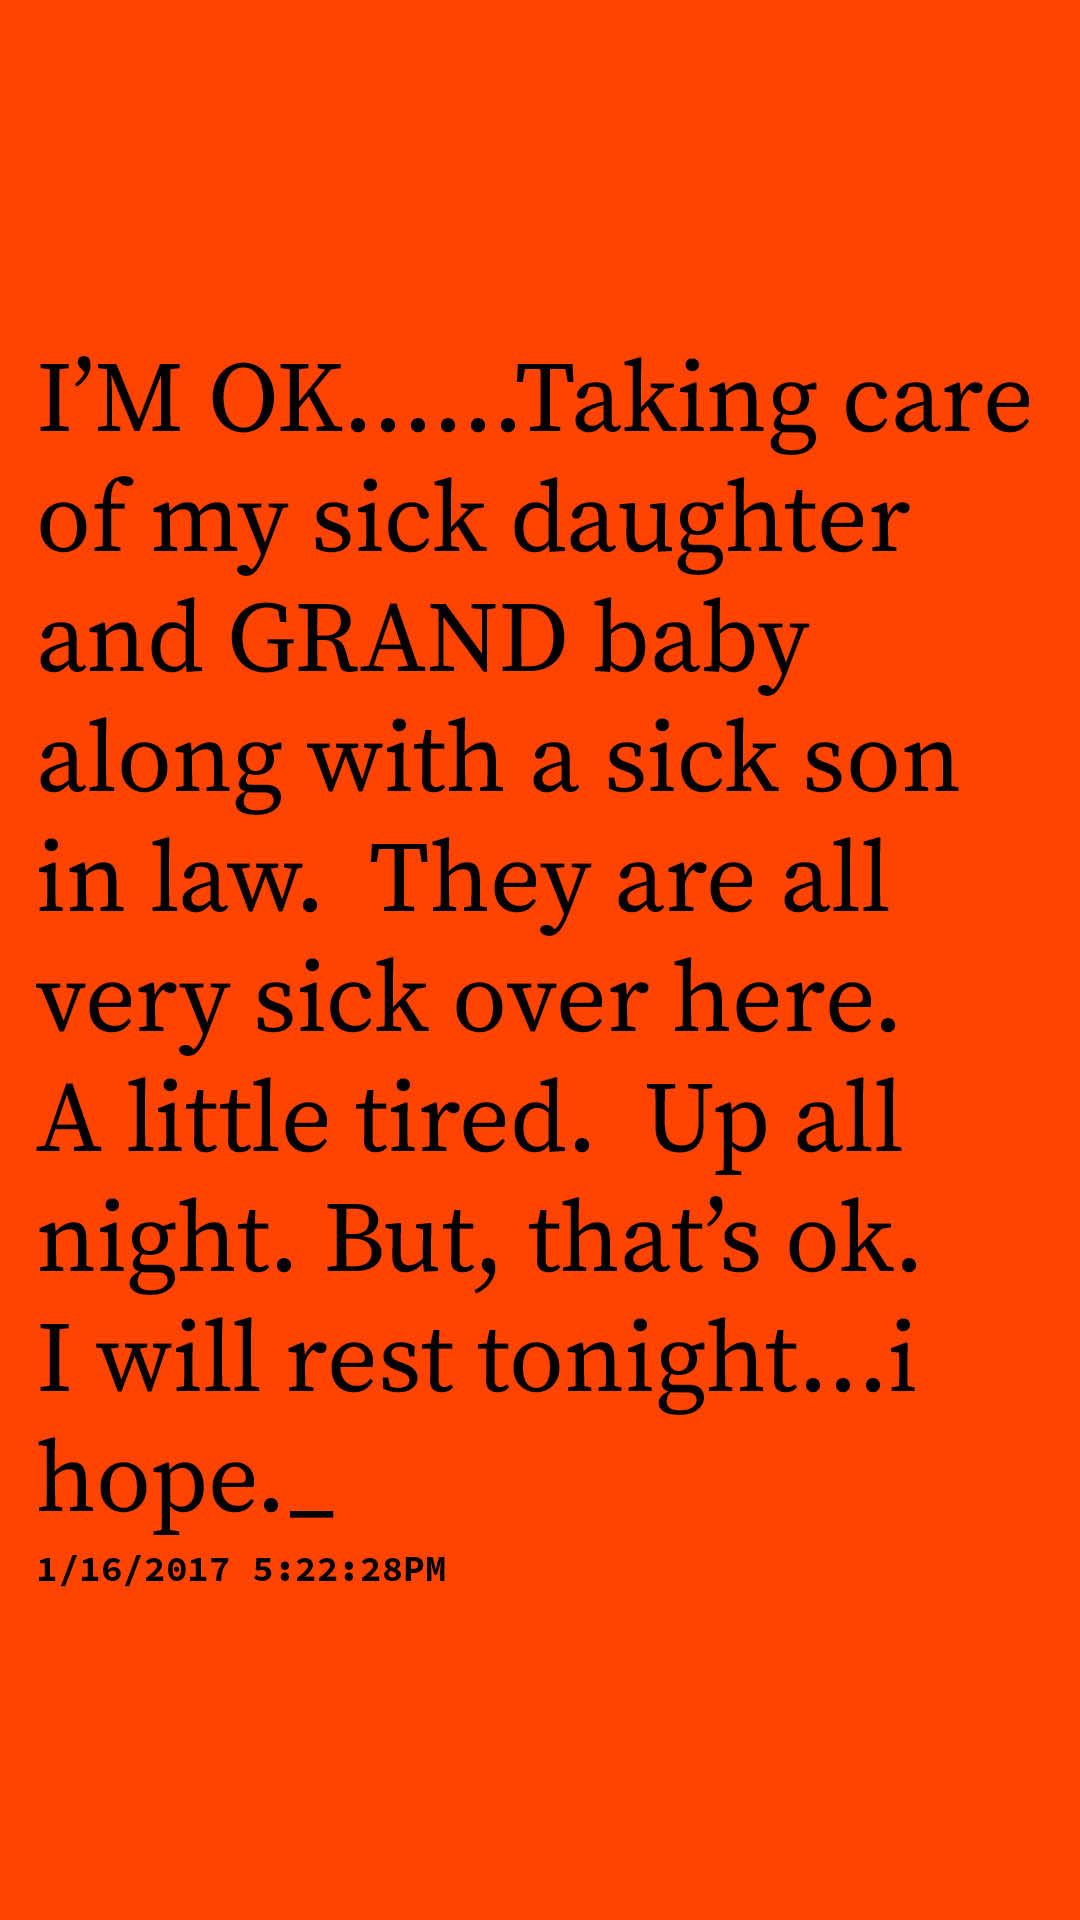 I’M OK......Taking care
of my sick daughter
and GRAND baby
along with a sick son
in law.  They are all
very sick over here.
A little tired.  Up all
night. But, that’s ok.
I will rest tonight...i
hope._
1/16/2017 5:22:28PM